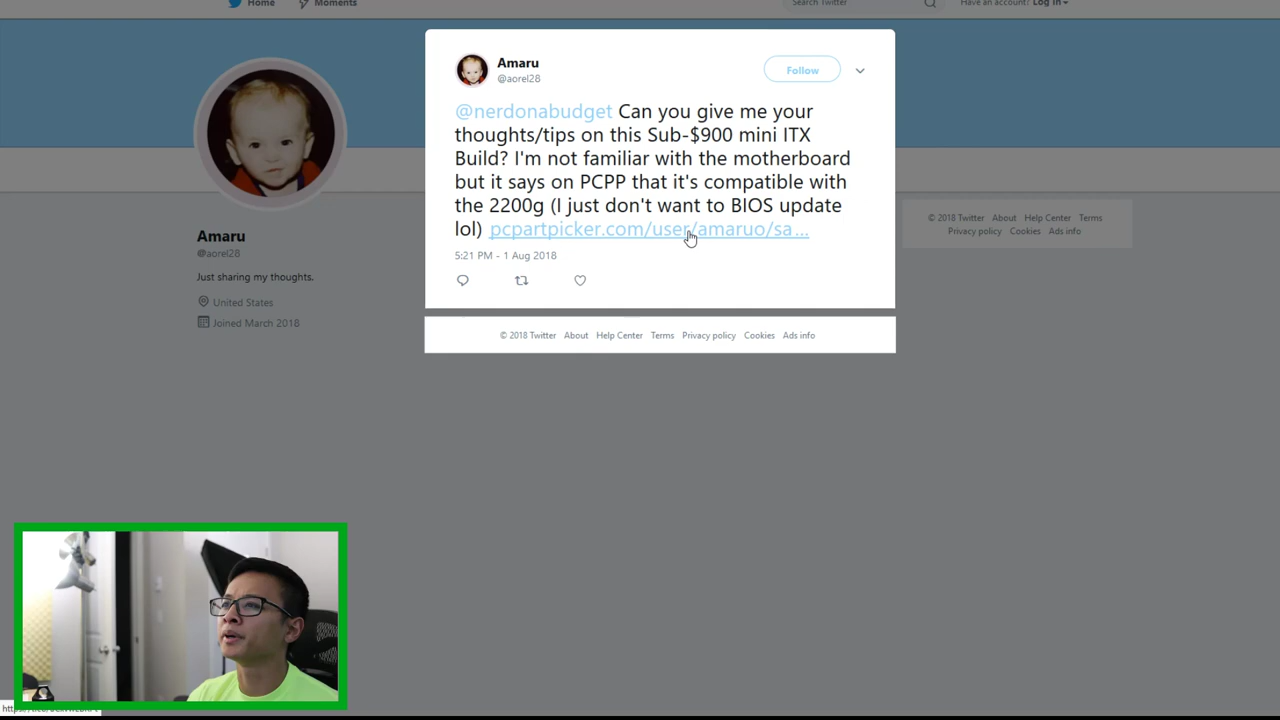 Home
Moments
Search Twitter
Have an account? Log in
Amaru
@aorel28
Follow
@nerdonabudget Can you give me your
thoughts/tips on this Sub-$900 mini ITX
Build? I'm not familiar with the motherboard
but it says on PCPP that it's compatible with
the 2200g (I just don't want to BIOS update
lol) pcpartpicker.com/user/amaruo/sa...
5:21 PM - 1 Aug 2018
© 2018 Twitter About Help Center Terms Privacy policy Cookies Ads info
Amaru
@aorel28
Just sharing my thoughts.
United States
Joined March 2018
© 2018 Twitter About Help Center Terms
Privacy policy Cookies Ads info